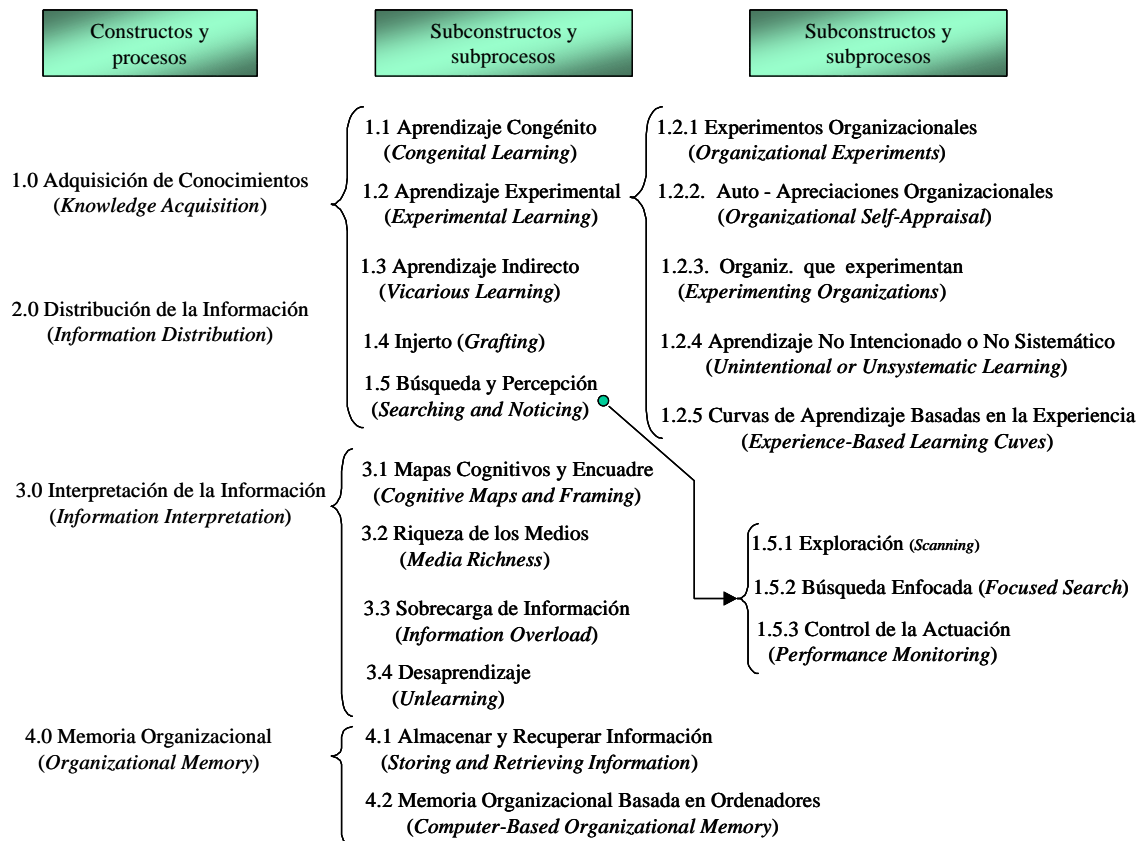 Constructos y
procesos
Subconstructos y
subprocesos
Subconstructos y
subprocesos
1.0 Adquisición de Conocimientos
(Knowledge Acquisition)
2.0 Distribución de la Información
(Information Distribution)
3.0 Interpretación de la Información
(Information Interpretation)
4.0 Memoria Organizacional
(Organizational Memory)
1.1 Aprendizaje Congénito
(Congenital Learning)
1.2 Aprendizaje Experimental
(Experimental Learning)
1.3 Aprendizaje Indirecto
(Vicarious Learning)
1.4 Injerto (Grafting)
1.5 Búsqueda y Percepción
(Searching and Noticing)
3.1 Mapas Cognitivos y Encuadre
(Cognitive Maps and Framing)
3.2 Riqueza de los Medios
(Media Richness)
3.3 Sobrecarga de Información
(Information Overload)
3.4 Desaprendizaje
(Unlearning)
4.1 Almacenar y Recuperar Información
(Storing and Retrieving Information)
4.2 Memoria Organizacional Basada en Ordenadores
(Computer-Based Organizational Memory)
1.2.1 Experimentos Organizacionales
(Organizational Experiments)
1.2.2. Auto - Apreciaciones Organizacionales
(Organizational Self-Appraisal)
1.2.3. Organiz. que experimentan
(Experimenting Organizations)
1.2.4 Aprendizaje No Intencionado o No Sistemático
(Unintentional or Unsystematic Learning)
1.2.5 Curvas de Aprendizaje Basadas en la Experiencia
(Experience-Based Learning Cuves)
1.5.1 Exploración (Scanning)
1.5.2 Búsqueda Enfocada (Focused Search)
1.5.3 Control de la Actuación
(Performance Monitoring)